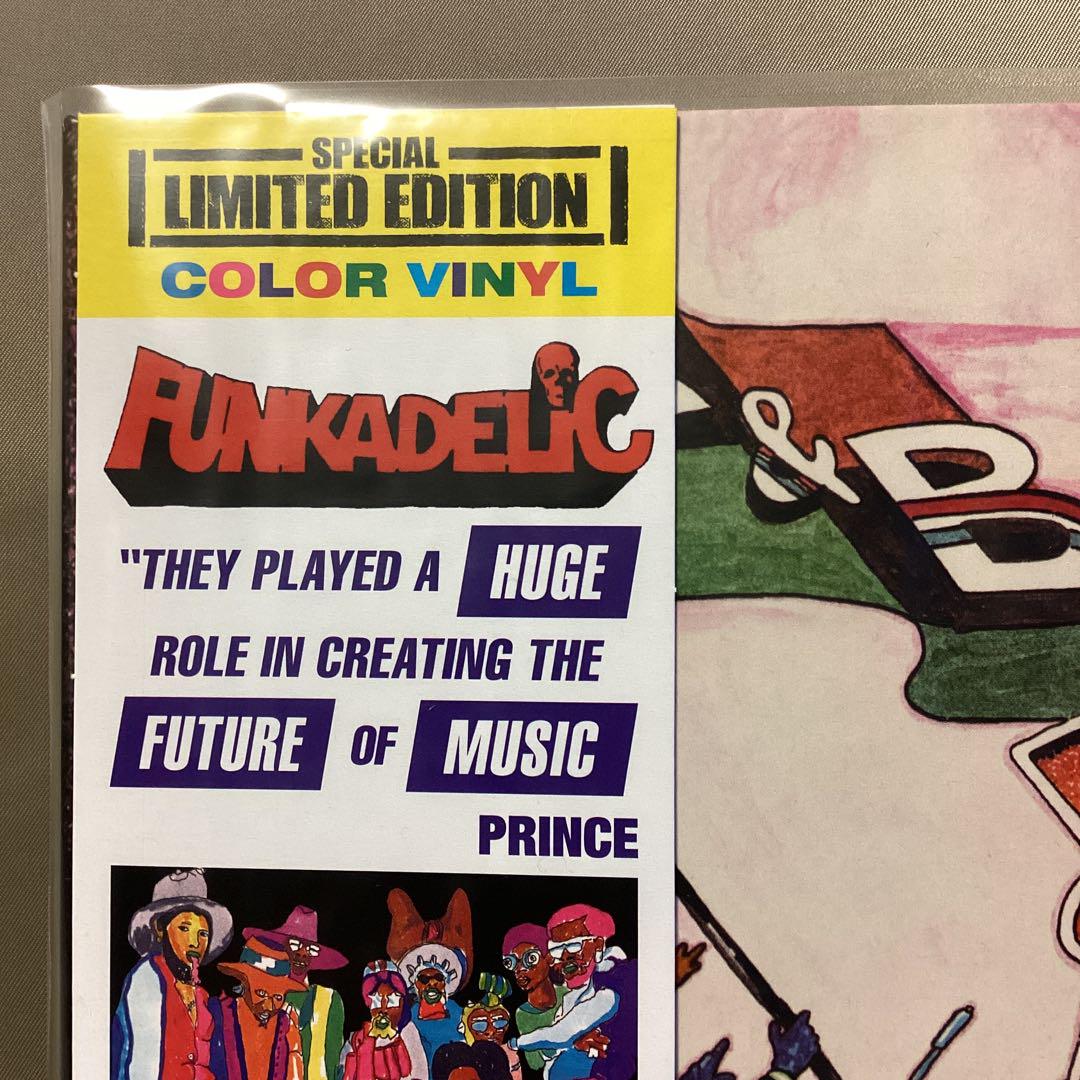 SPECIAL
LIMITED EDITION
COLOR VINYL
FUNKADELIC
"THEY PLAYED A HUGE
ROLE IN CREATING THE
FUTURE OF MUSIC
PRINCE
& D